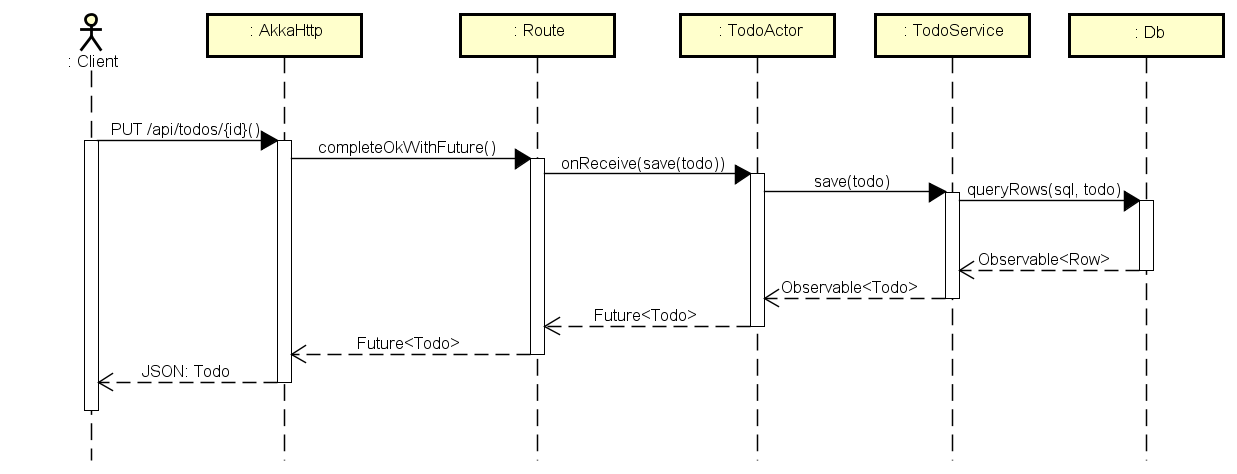 : Client
: AkkaHttp
: Route
: TodoActor
: TodoService
: Db
PUT /api/todos/{id}()
completeOkWithFuture()
onReceive(save(todo))
save(todo)
queryRows(sql, todo)
Observable<Row>
Observable<Todo>
Future<Todo>
Future<Todo>
JSON: Todo